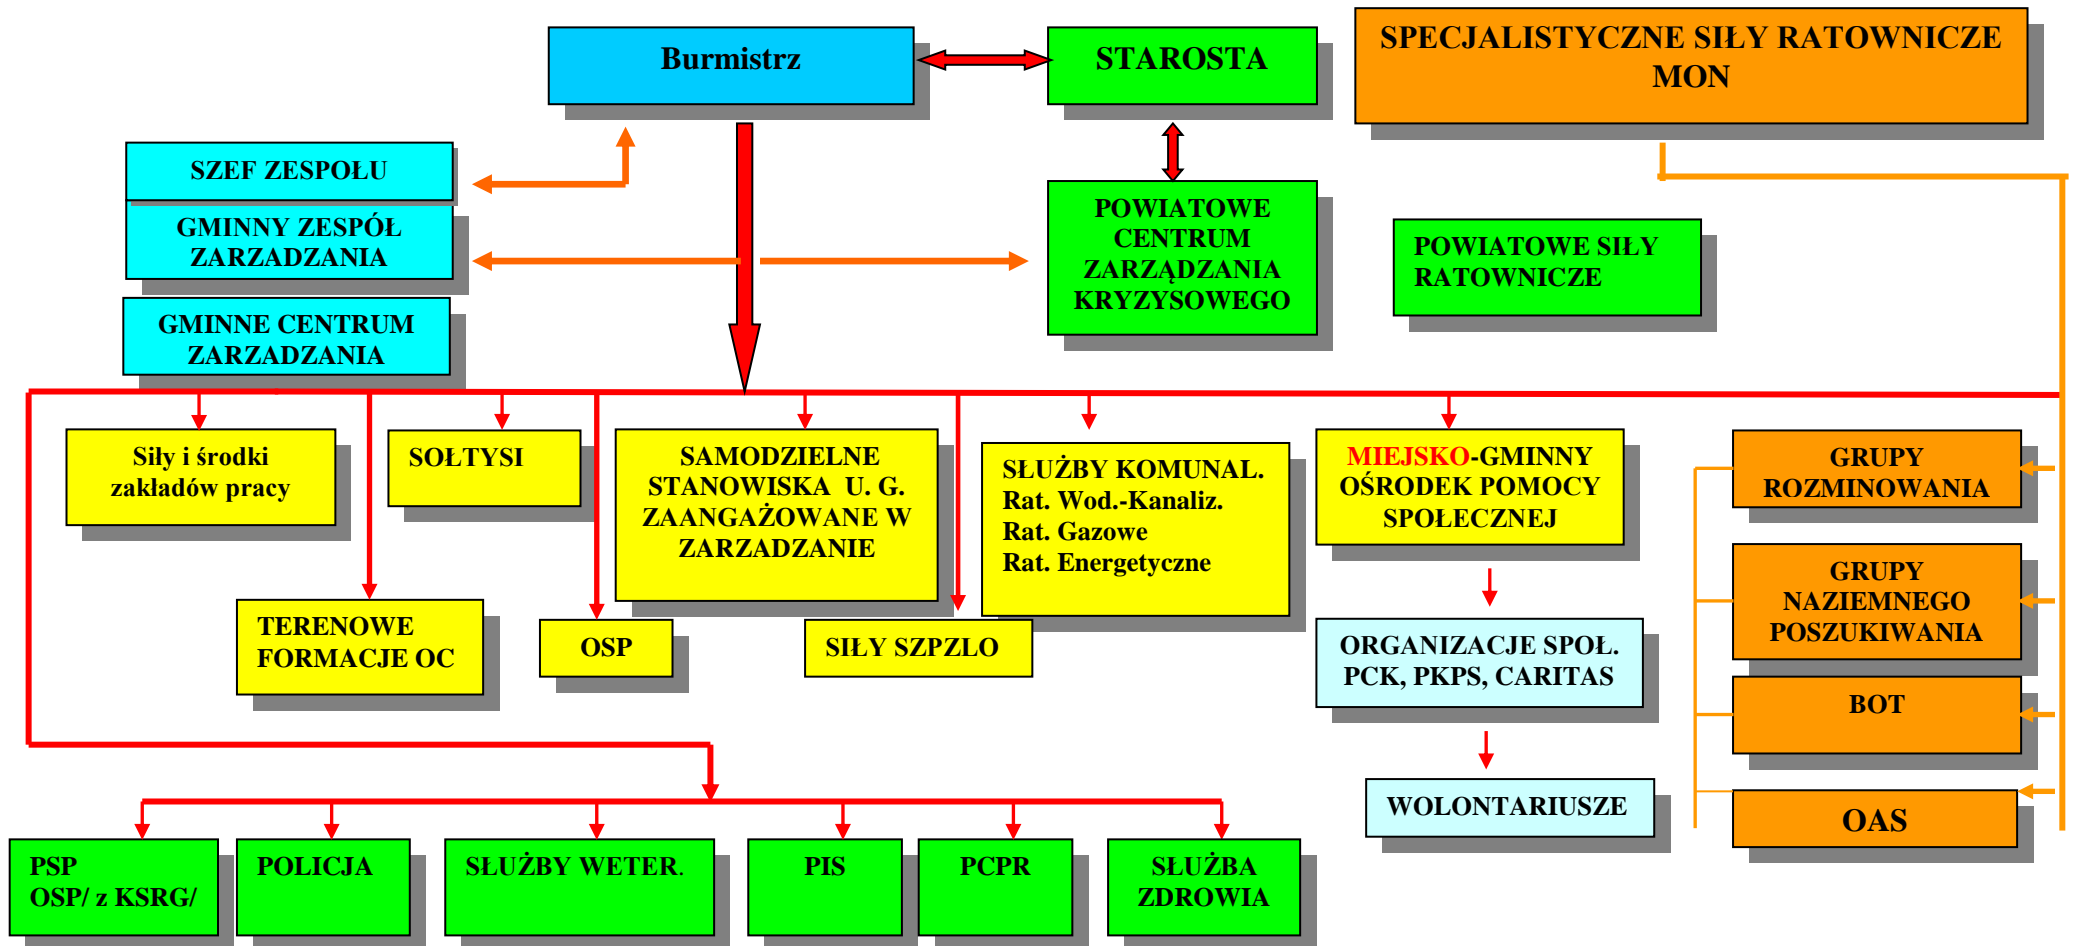 Burmistrz
STAROSTA
SPECJALISTYCZNE SIŁY RATOWNICZE
MON
SZEF ZESPOŁU
GMINNY ZESPÓŁ
ZARZADZANIA
GMINNE CENTRUM
ZARZADZANIA
POWIATOWE
CENTRUM
ZARZĄDZANIA
KRYZYSOWEGO
POWIATOWE SIŁY
RATOWNICZE
Siły i środki
zakładów pracy
SOŁTYSI
SAMODZIELNE
STANOWISKA U. G.
ZAANGAŻOWANE W
ZARZADZANIE
SŁUŻBY KOMUNAL.
Rat. Wod.-Kanaliz.
Rat. Gazowe
Rat. Energetyczne
MIEJSKO-GMINNY
OŚRODEK POMOCY
SPOŁECZNEJ
GRUPY
ROZMINOWANIA
TERENOWE
FORMACJE OC
OSP
SIŁY SZPZLO
ORGANIZACJE SPOŁ.
PCK, PKPS, CARITAS
GRUPY
NAZIEMNEGO
POSZUKIWANIA
BOT
WOLONTARIUSZE
OAS
PSP
OSP/ z KSRG/
POLICJA
SŁUŻBY WETER.
PIS
PCPR
SŁUŻBA
ZDROWIA